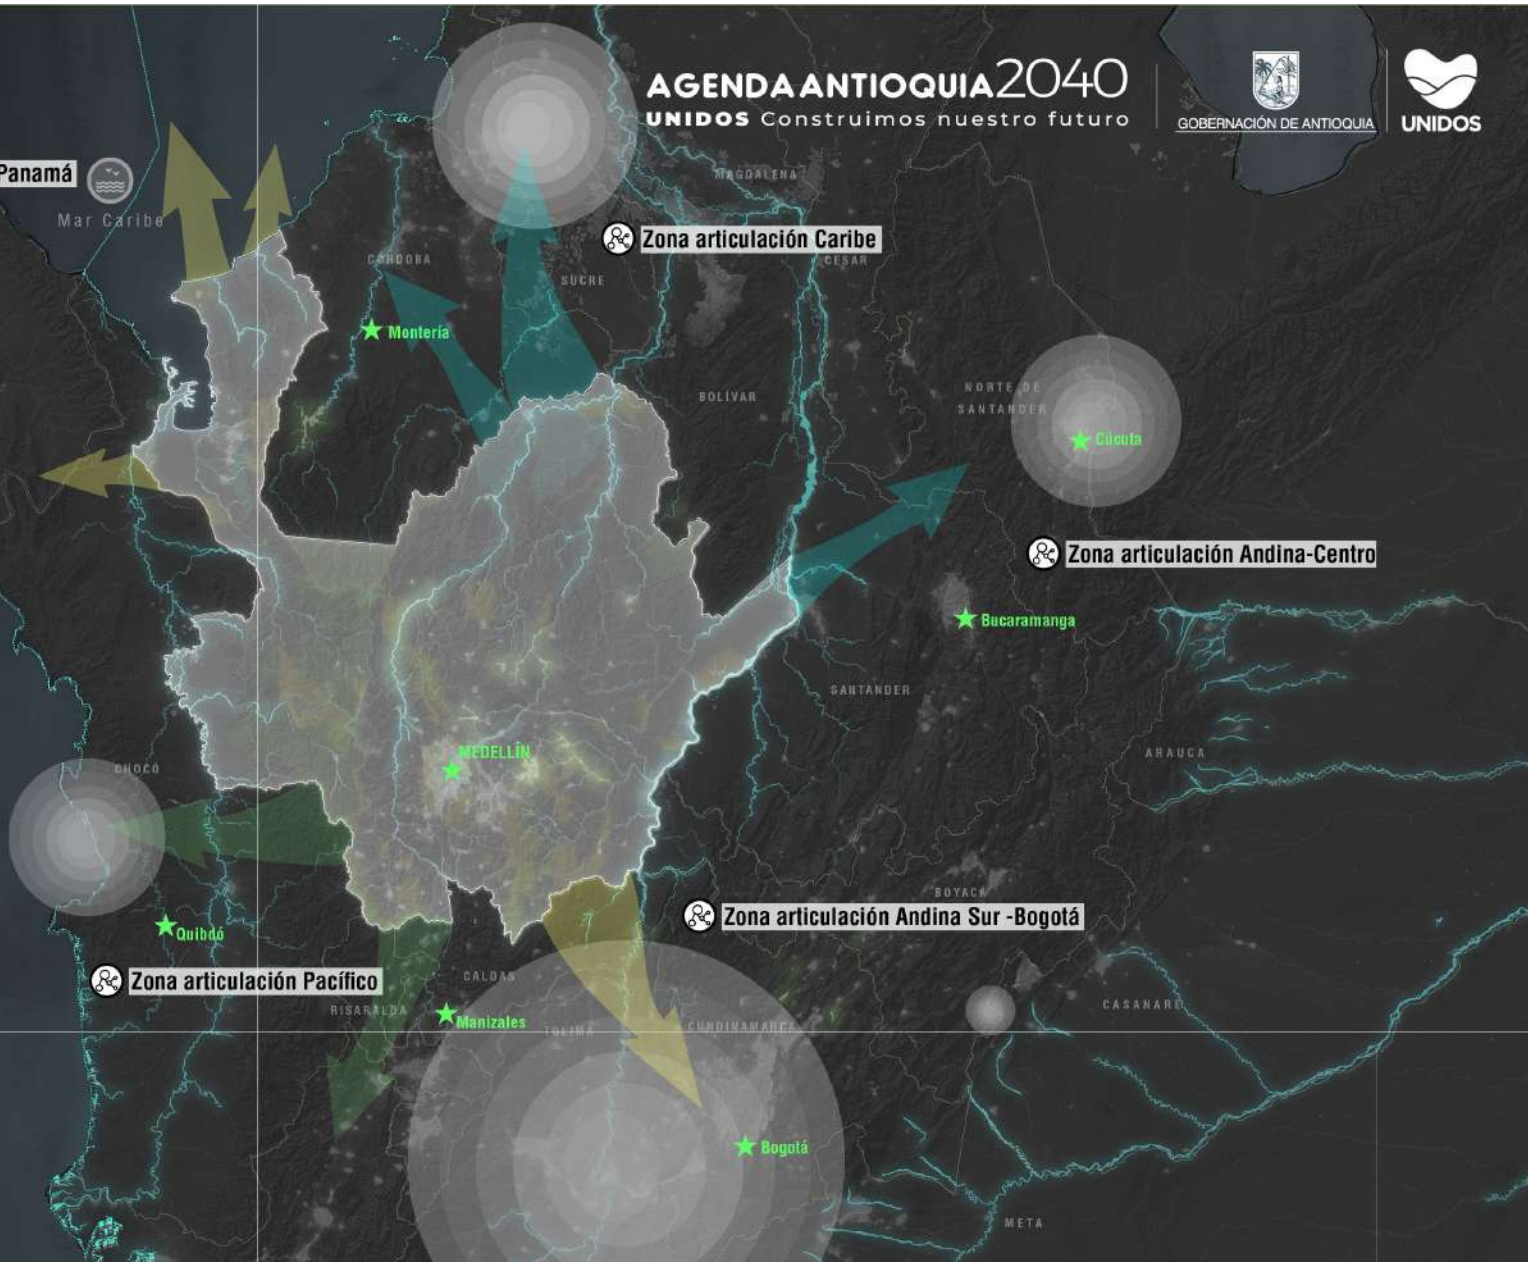 AGENDA ANTIOQUIA 2040
UNIDOS Construimos nuestro futuro
GOBERNACIÓN DE ANTIOQUIA
UNIDOS
Panamá
Mar Caribe
MAGDALENA
Zona articulación Caribe
CÓRDOBA
SUCRE
CESAR
Montería
BOLÍVAR
NORTE DE
SANTANDER
Cúcuta
Zona articulación Andina-Centro
Bucaramanga
SANTANDER
MEDELLÍN
ARAUCA
CHOCÓ
BOYACÁ
Zona articulación Andina Sur -Bogotá
Quibdó
Zona articulación Pacífico
CALDAS
RISARALDA
Manizales
TOLIMA
CUNDINAMARCA
CASANARE
Bogotá
META